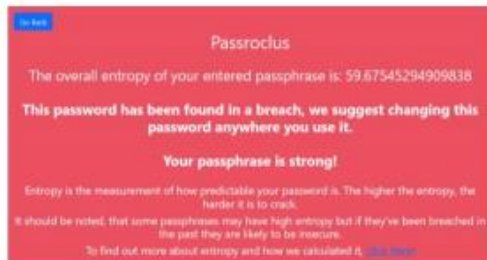 Go Back
Passroclus
The overall entropy of your entered passphrase is: 59.67545294909838
This password has been found in a breach, we suggest changing this
password anywhere you use it.
Your passphrase is strong!
Entropy is the measurement of how predictable your password is. The higher the entropy, the
harder it is to crack.
It should be noted, that some passphrases may have high entropy but if they've been breached in
the past they are likely to be insecure.
To find out more about entropy and how we calculated it,